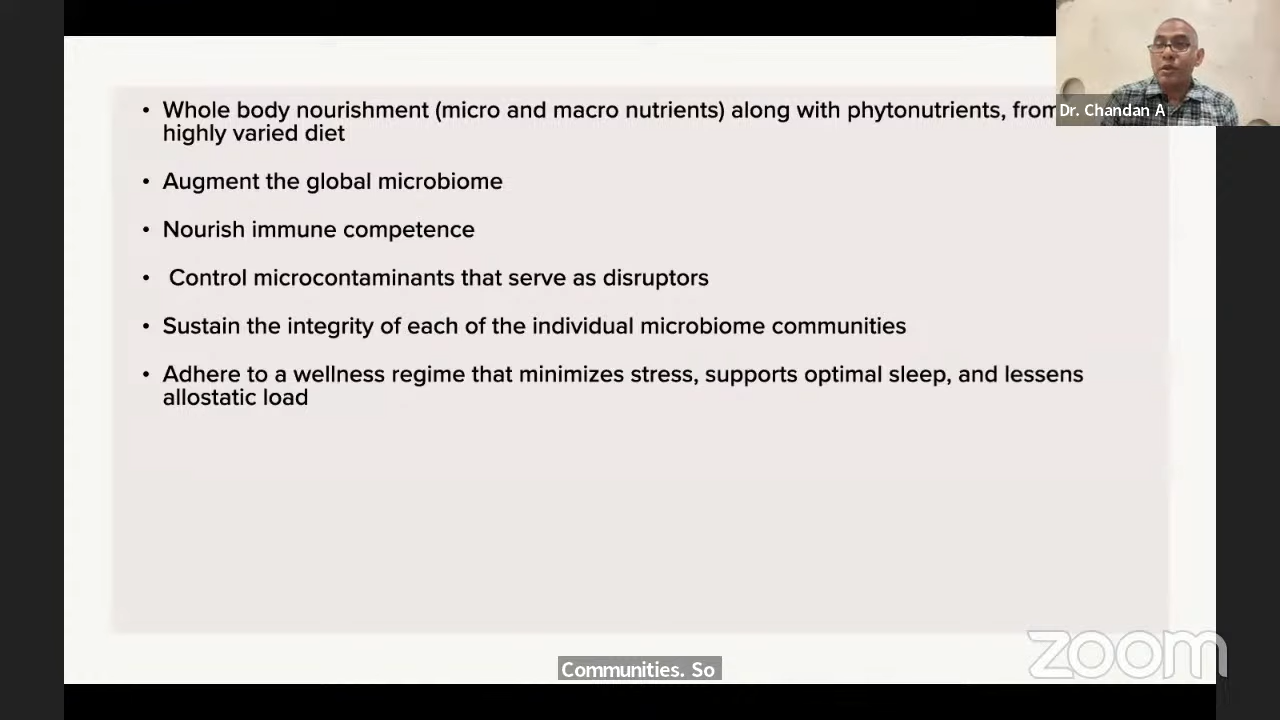 • Whole body nourishment (micro and macro nutrients) along with phytonutrients, from
highly varied diet
• Augment the global microbiome
• Nourish immune competence
• Control microcontaminants that serve as disruptors
• Sustain the integrity of each of the individual microbiome communities
• Adhere to a wellness regime that minimizes stress, supports optimal sleep, and lessens
allostatic load
Dr. Chandan A
Communities. So
zoom